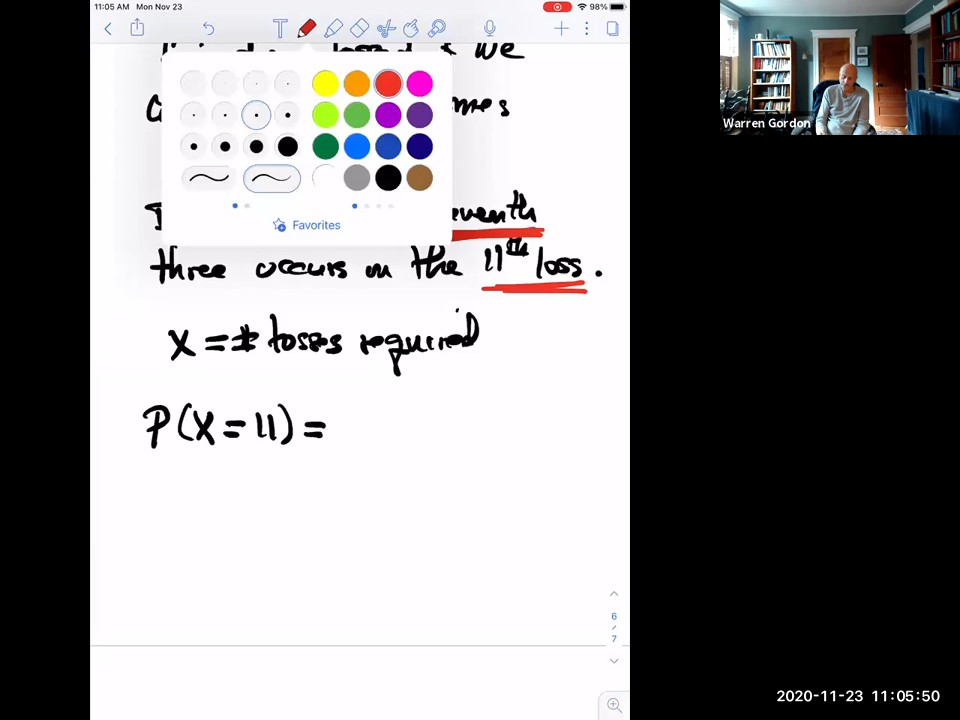 11:05 AM Mon Nov 23
98%
we
mes
eventh
three occurs on the 11th loss.
X = # tosses required
P(X = 11) =
Favorites
6
7
Warren Gordon
2020-11-23 11:05:50